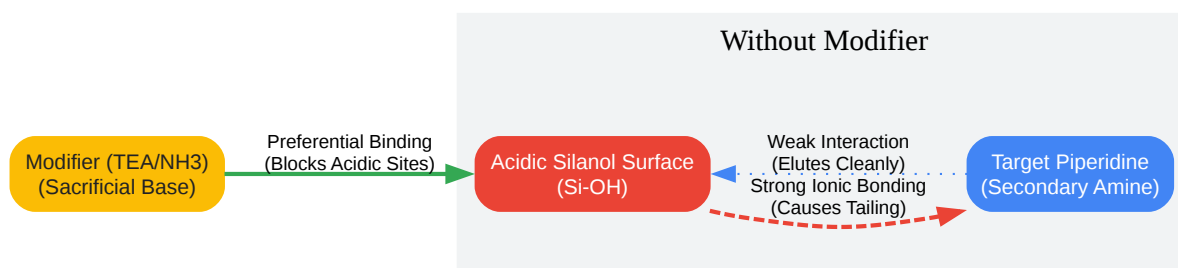 Without Modifier
Modifier (TEA/NH3)
(Sacrificial Base)
Preferential Binding
(Blocks Acidic Sites)
Acidic Silanol Surface
(Si-OH)
Weak Interaction
(Elutes Cleanly)
Strong Ionic Bonding
(Causes Tailing)
Target Piperidine
(Secondary Amine)